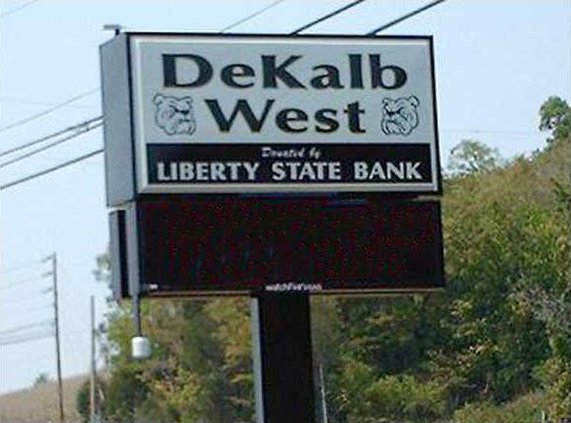 DeKalb
West
Donated by
LIBERTY STATE BANK